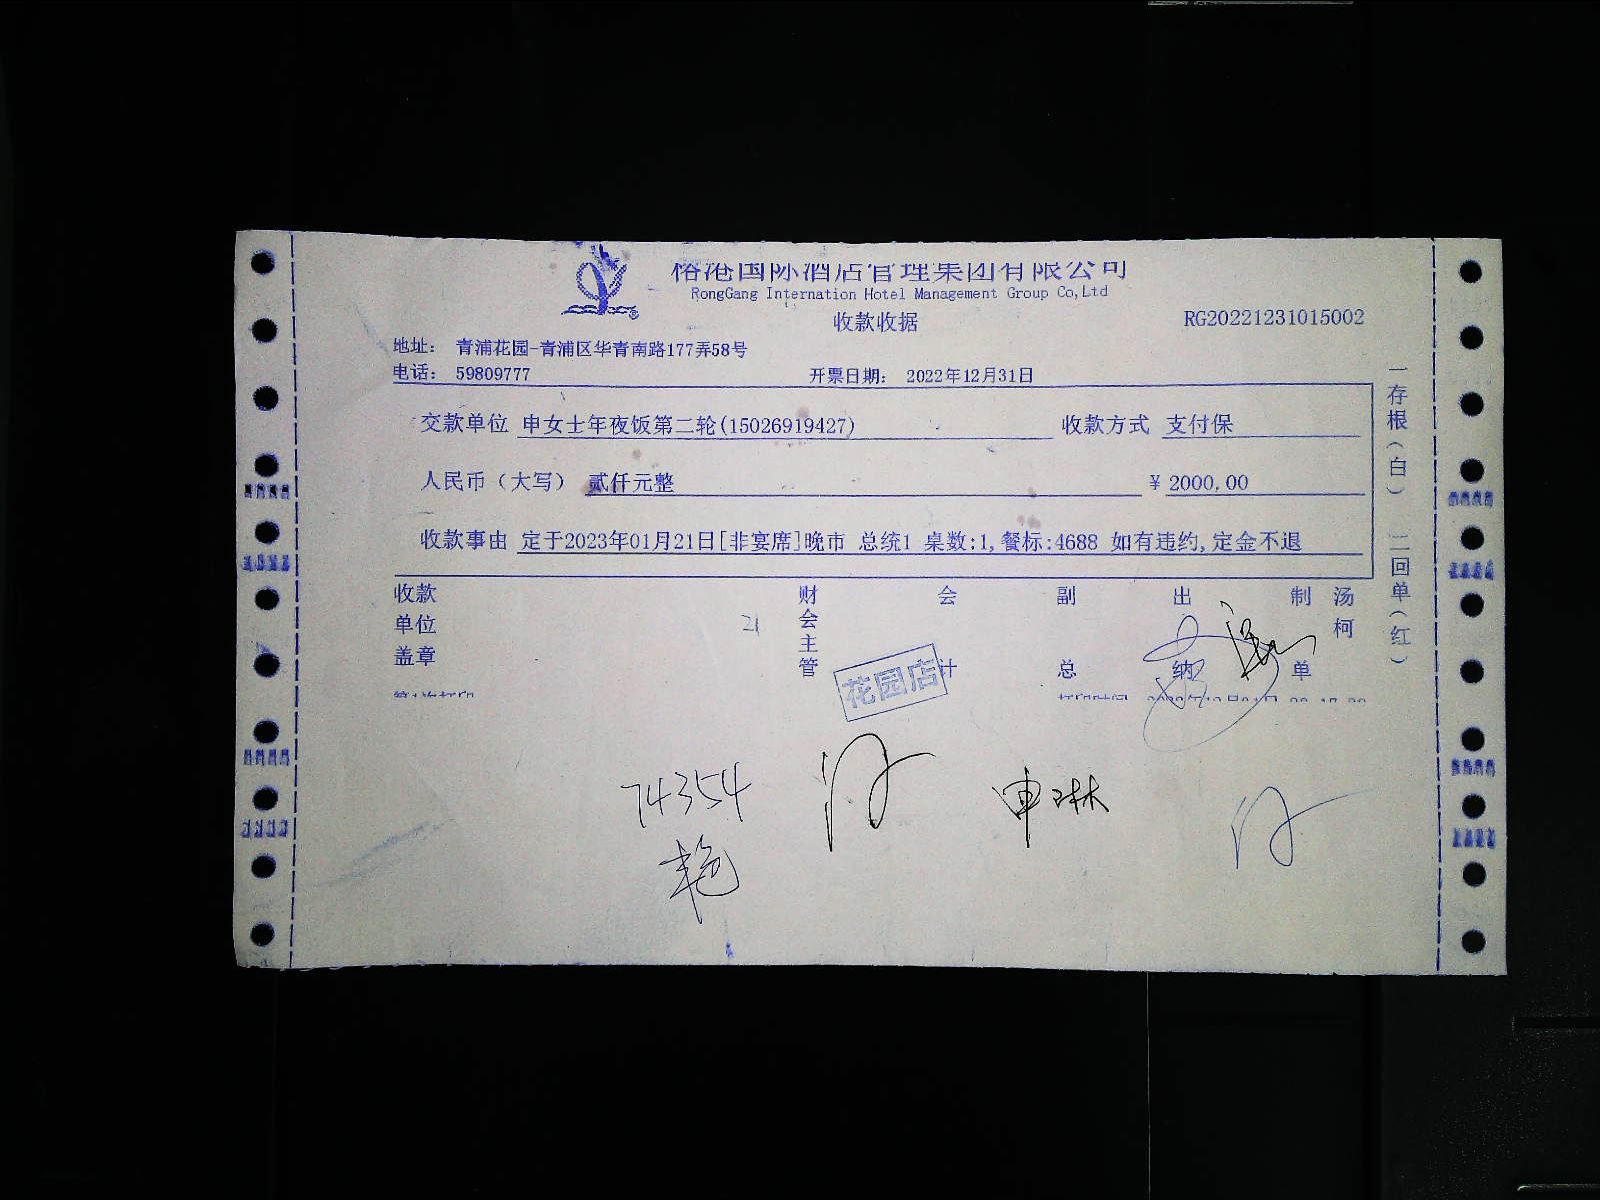 榕港国际酒店管理集团有限公司
RongGang Internation Hotel Management Group Co,Ltd
收款收据
RG20221231015002
地址： 青浦花园-青浦区华青南路177弄58号
电话： 59809777 开票日期： 2022年12月31日
交款单位 申女士年夜饭第二轮(15026919427) 收款方式 支付保
人民币（大写） 贰仟元整 ￥2000.00
收款事由 定于2023年01月21日[非宴席]晚市 总统1 桌数:1,餐标:4688 如有违约,定金不退
收款单位盖章
21
财会主管
会计
副总
出纳
制单
汤柯
一存根（白） 二回单（红）
花园店
74354
艳
申琳